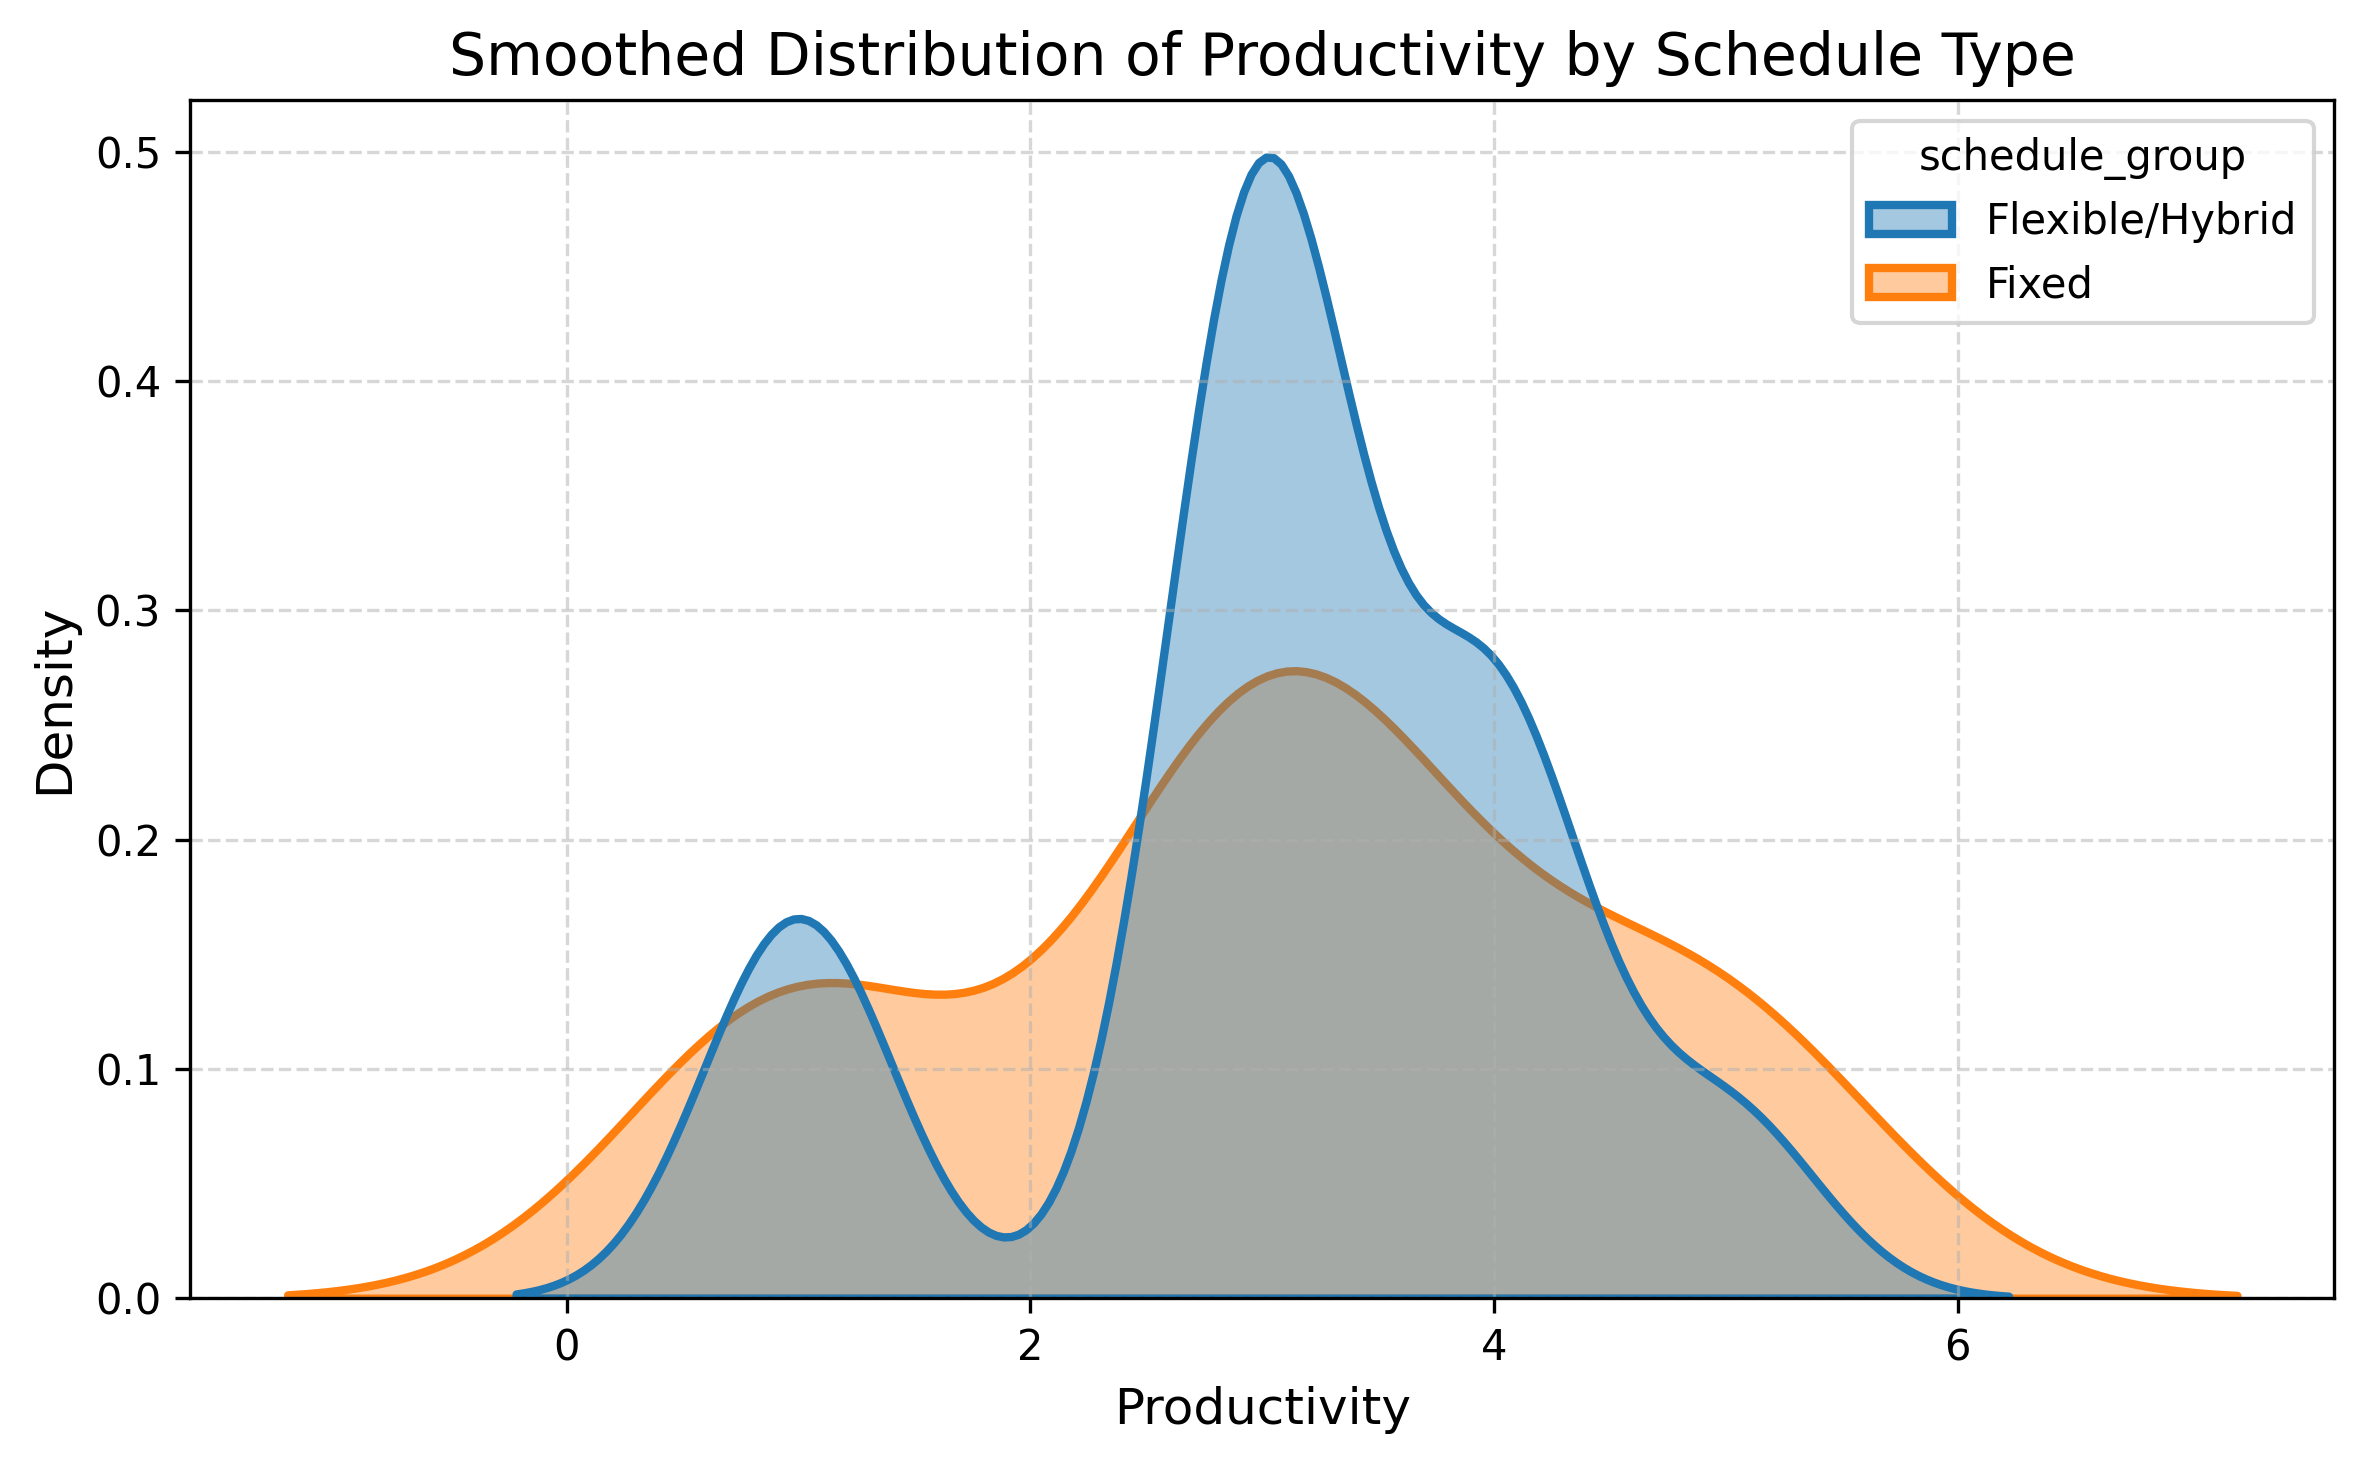 Smoothed Distribution of Productivity by Schedule Type
schedule_group
Flexible/Hybrid
Fixed
Density
0.5
0.4
0.3
0.2
0.1
0.0
0 2 4 6
Productivity